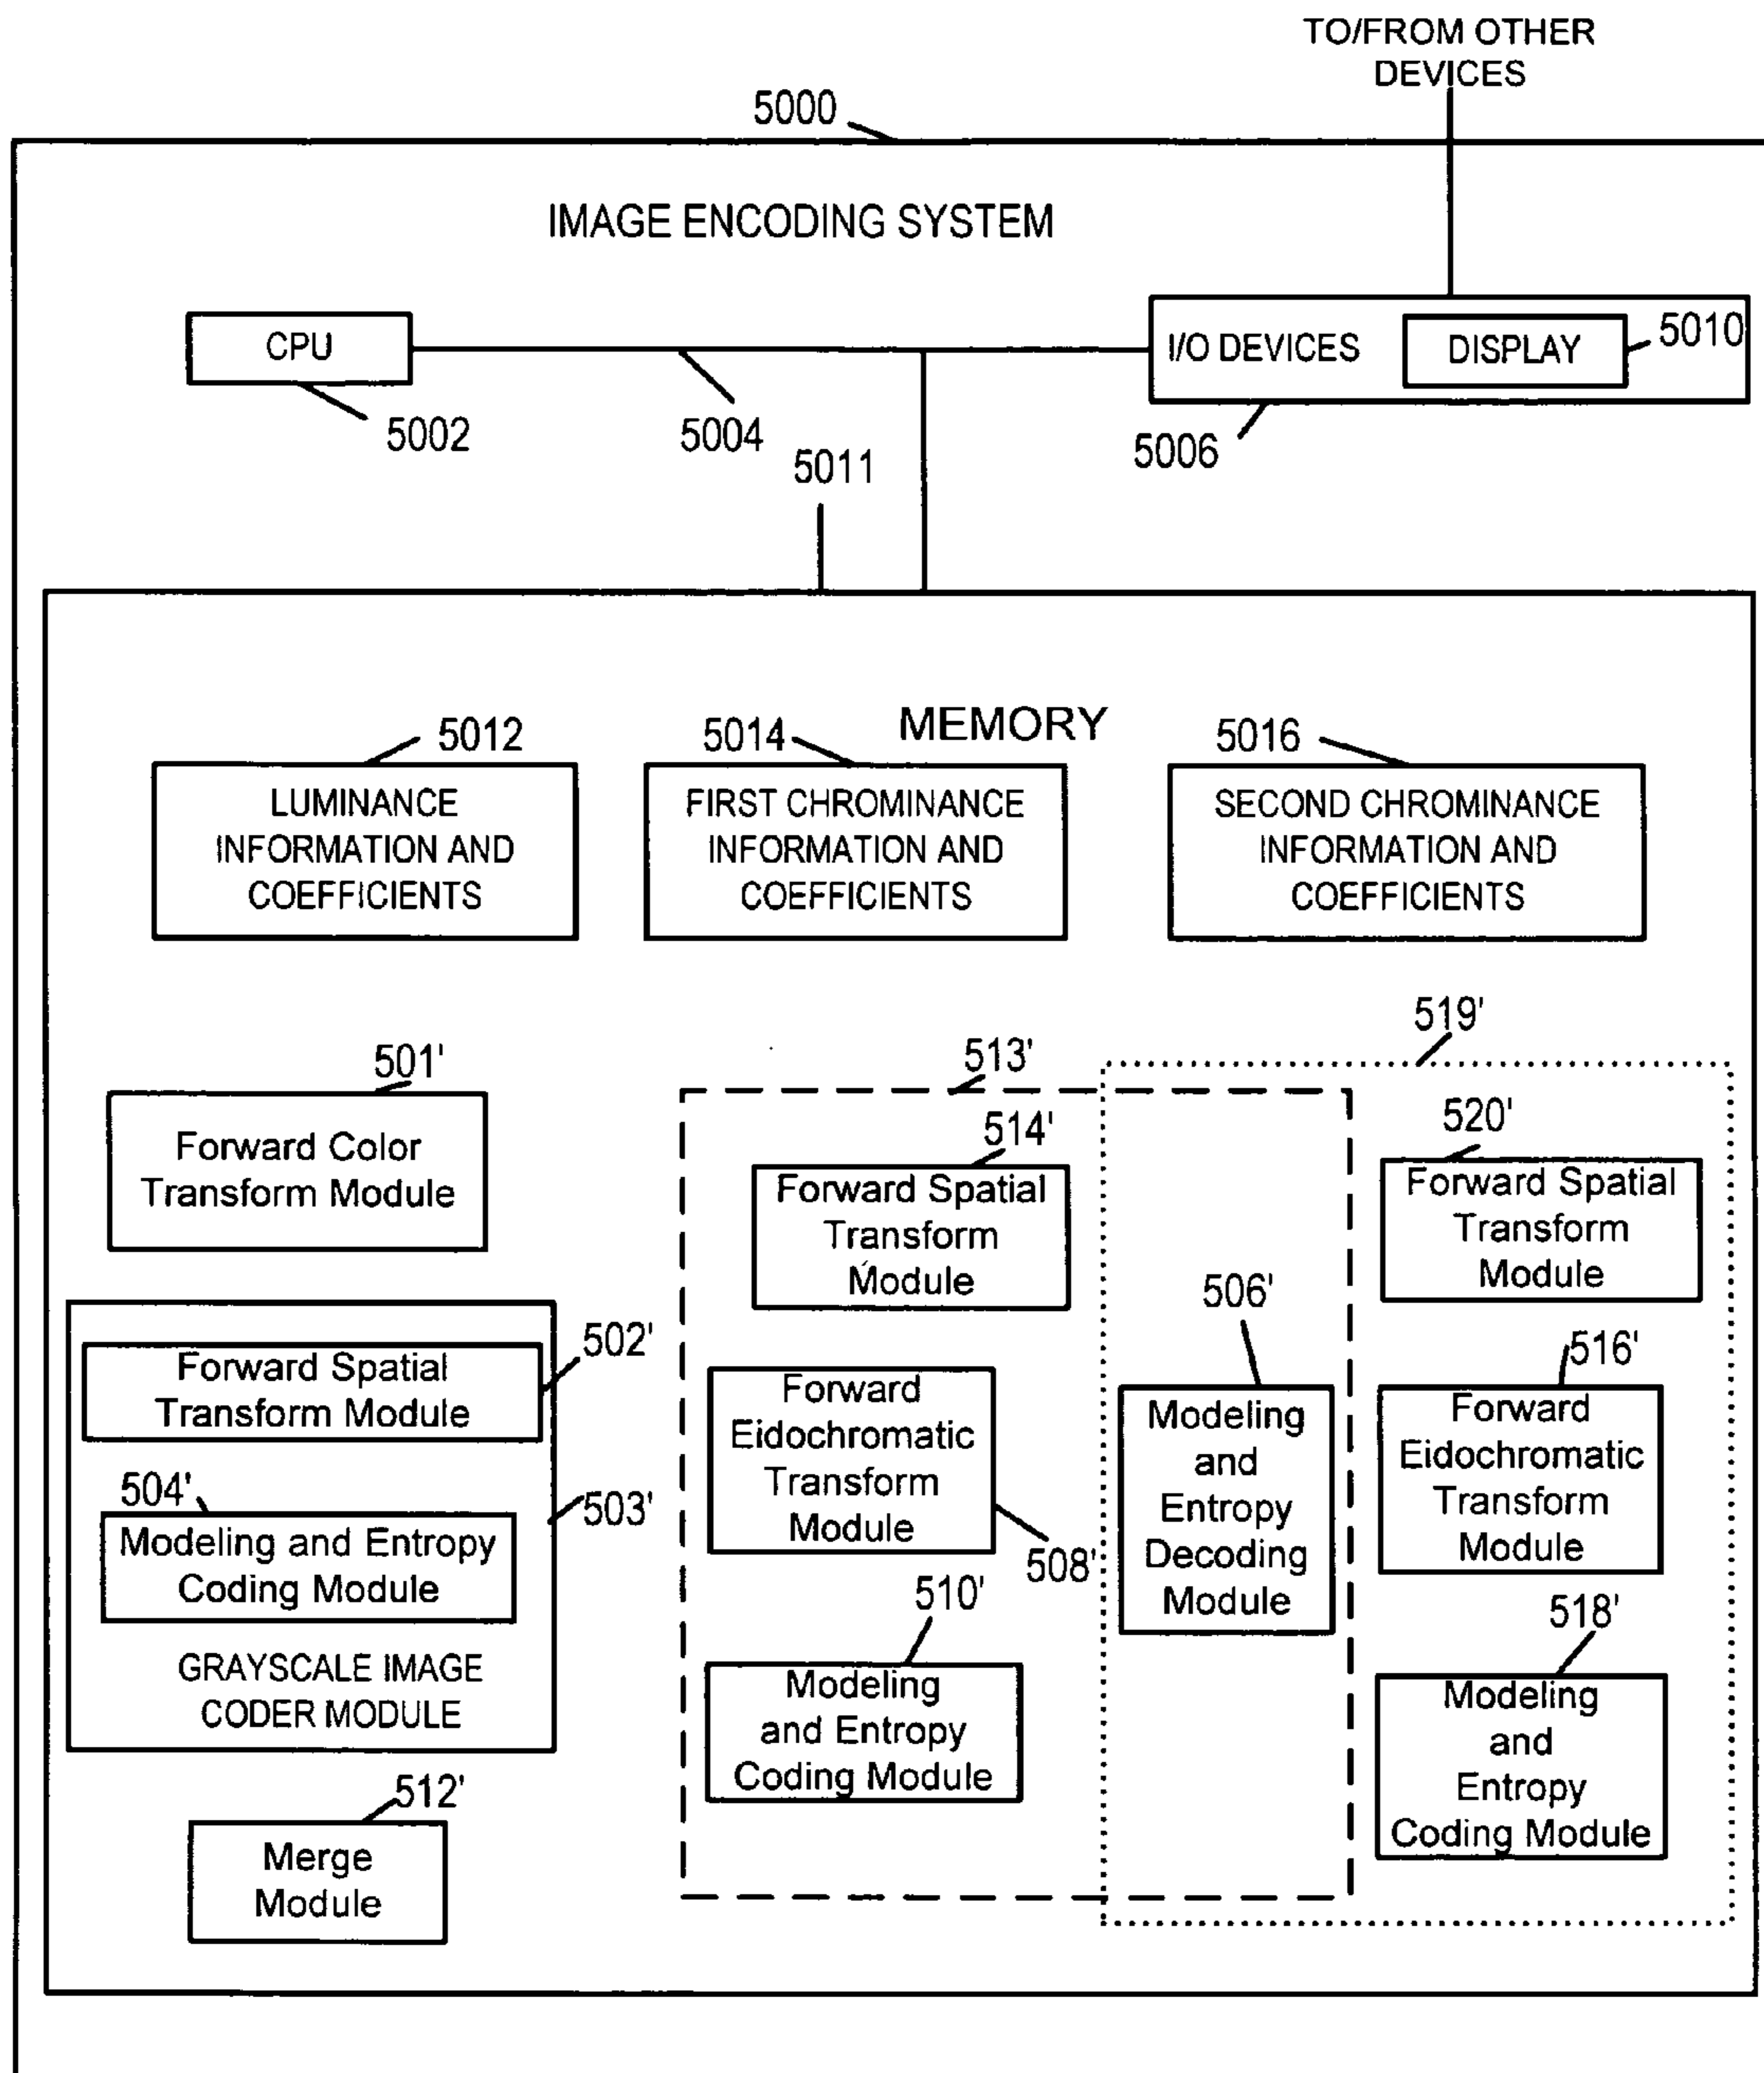 TO/FROM OTHER
DEVICES
5000
IMAGE ENCODING SYSTEM
CPU
I/O DEVICES
DISPLAY
5010
5002
5004
5006
5011
MEMORY
5012
5014
5016
LUMINANCE
INFORMATION AND
COEFFICIENTS
FIRST CHROMINANCE
INFORMATION AND
COEFFICIENTS
SECOND CHROMINANCE
INFORMATION AND
COEFFICIENTS
501'
Forward Color
Transform Module
502'
Forward Spatial
Transform Module
503'
504'
Modeling and Entropy
Coding Module
GRAYSCALE IMAGE
CODER MODULE
512'
Merge
Module
513'
514'
Forward Spatial
Transform
Module
Forward
Eidochromatic
Transform
Module
508'
510'
Modeling
and Entropy
Coding Module
506'
Modeling
and
Entropy
Decoding
Module
519'
520'
Forward Spatial
Transform
Module
516'
Forward
Eidochromatic
Transform
Module
518'
Modeling
and
Entropy
Coding Module